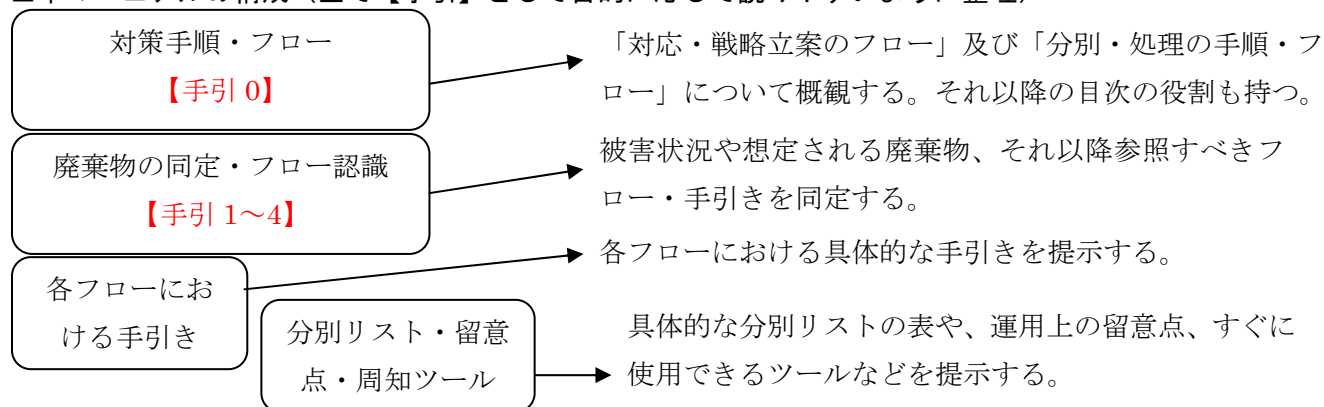 対策手順・フロー
【手引 0】
「対応・戦略立案のフロー」及び「分別・処理の手順・フ
ロー」について概観する。それ以降の目次の役割も持つ。
廃棄物の同定・フロー認識
【手引 1～4】
被害状況や想定される廃棄物、それ以降参照すべきフ
ロー・手引きを同定する。
各フローにお
ける手引き
各フローにおける具体的な手引きを提示する。
分別リスト・留意
点・周知ツール
具体的な分別リストの表や、運用上の留意点、すぐに
使用できるツールなどを提示する。